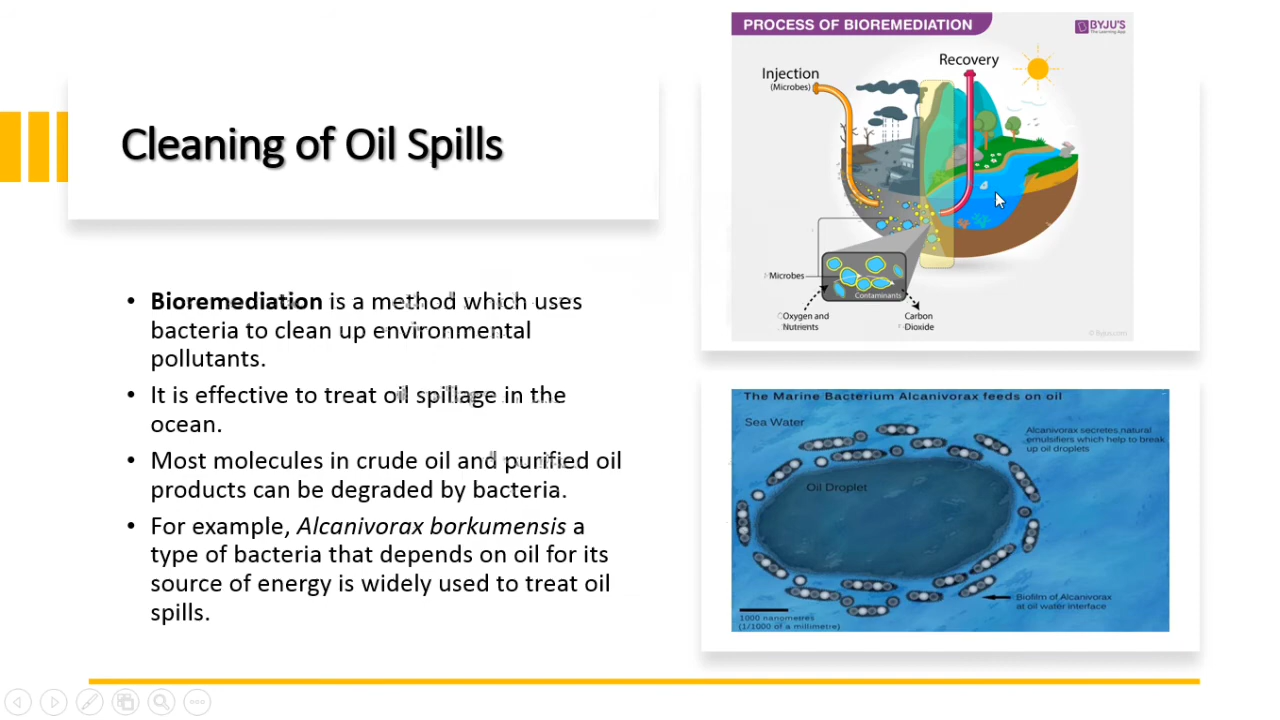 Cleaning of Oil Spills
• Bioremediation is a method which uses
bacteria to clean up environmental
pollutants.
• It is effective to treat oil spillage in the
ocean.
• Most molecules in crude oil and purified oil
products can be degraded by bacteria.
• For example, Alcanivorax borkumensis a
type of bacteria that depends on oil for its
source of energy is widely used to treat oil
spills.
PROCESS OF BIOREMEDIATION
BYJU'S
The Learning App
Injection
(Microbes)
Recovery
Microbes
Contaminants
Oxygen and
Nutrients
Carbon
Dioxide
© Byjus.com
The Marine Bacterium Alcanivorax feeds on oil
Sea Water
Alcanivorax secretes natural
emulsifiers which help to break
up oil droplets
Oil Droplet
Biofilm of Alcanivorax
at oil water interface
1000 nanometres
(1/1000 of a millimetre)